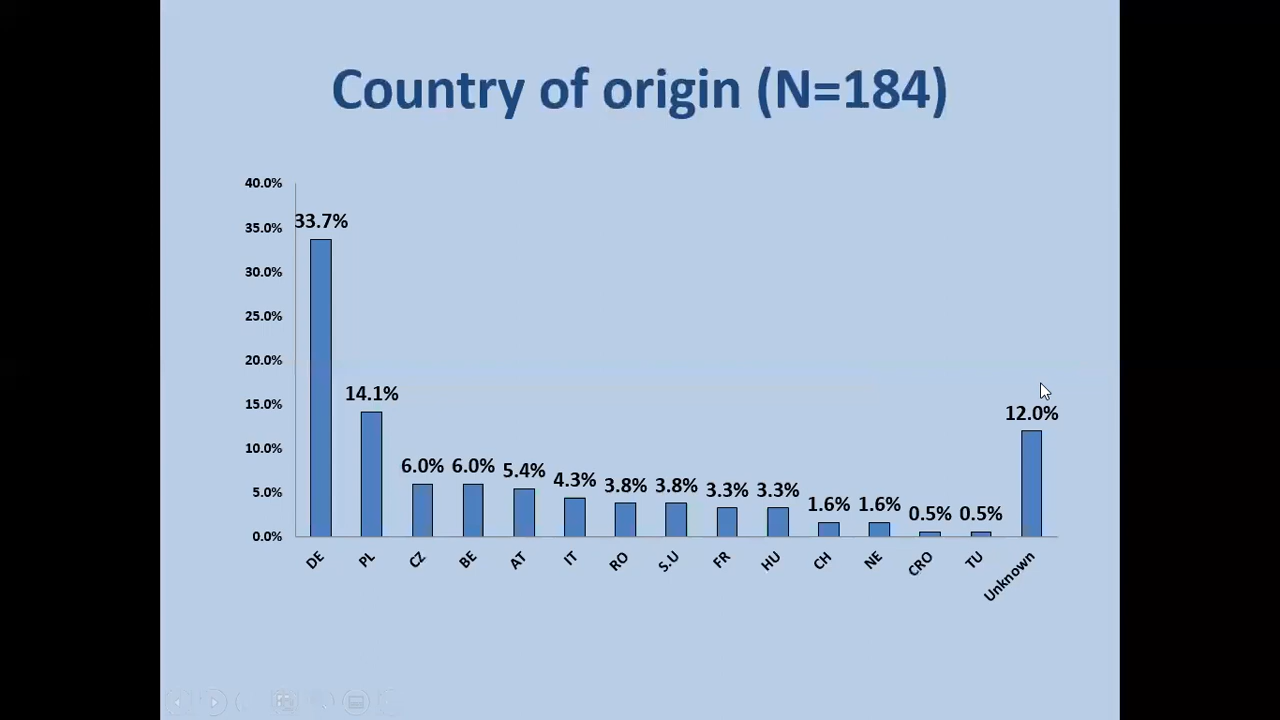 Country of origin (N=184)
40.0%
35.0%
30.0%
25.0%
20.0%
15.0%
10.0%
5.0%
0.0%
33.7%
14.1%
6.0%
6.0%
5.4%
4.3%
3.8%
3.8%
3.3%
3.3%
1.6%
1.6%
0.5%
0.5%
12.0%
DE
PL
CZ
BE
AT
IT
RO
S.U
FR
HU
CH
NE
CRO
TU
Unknown